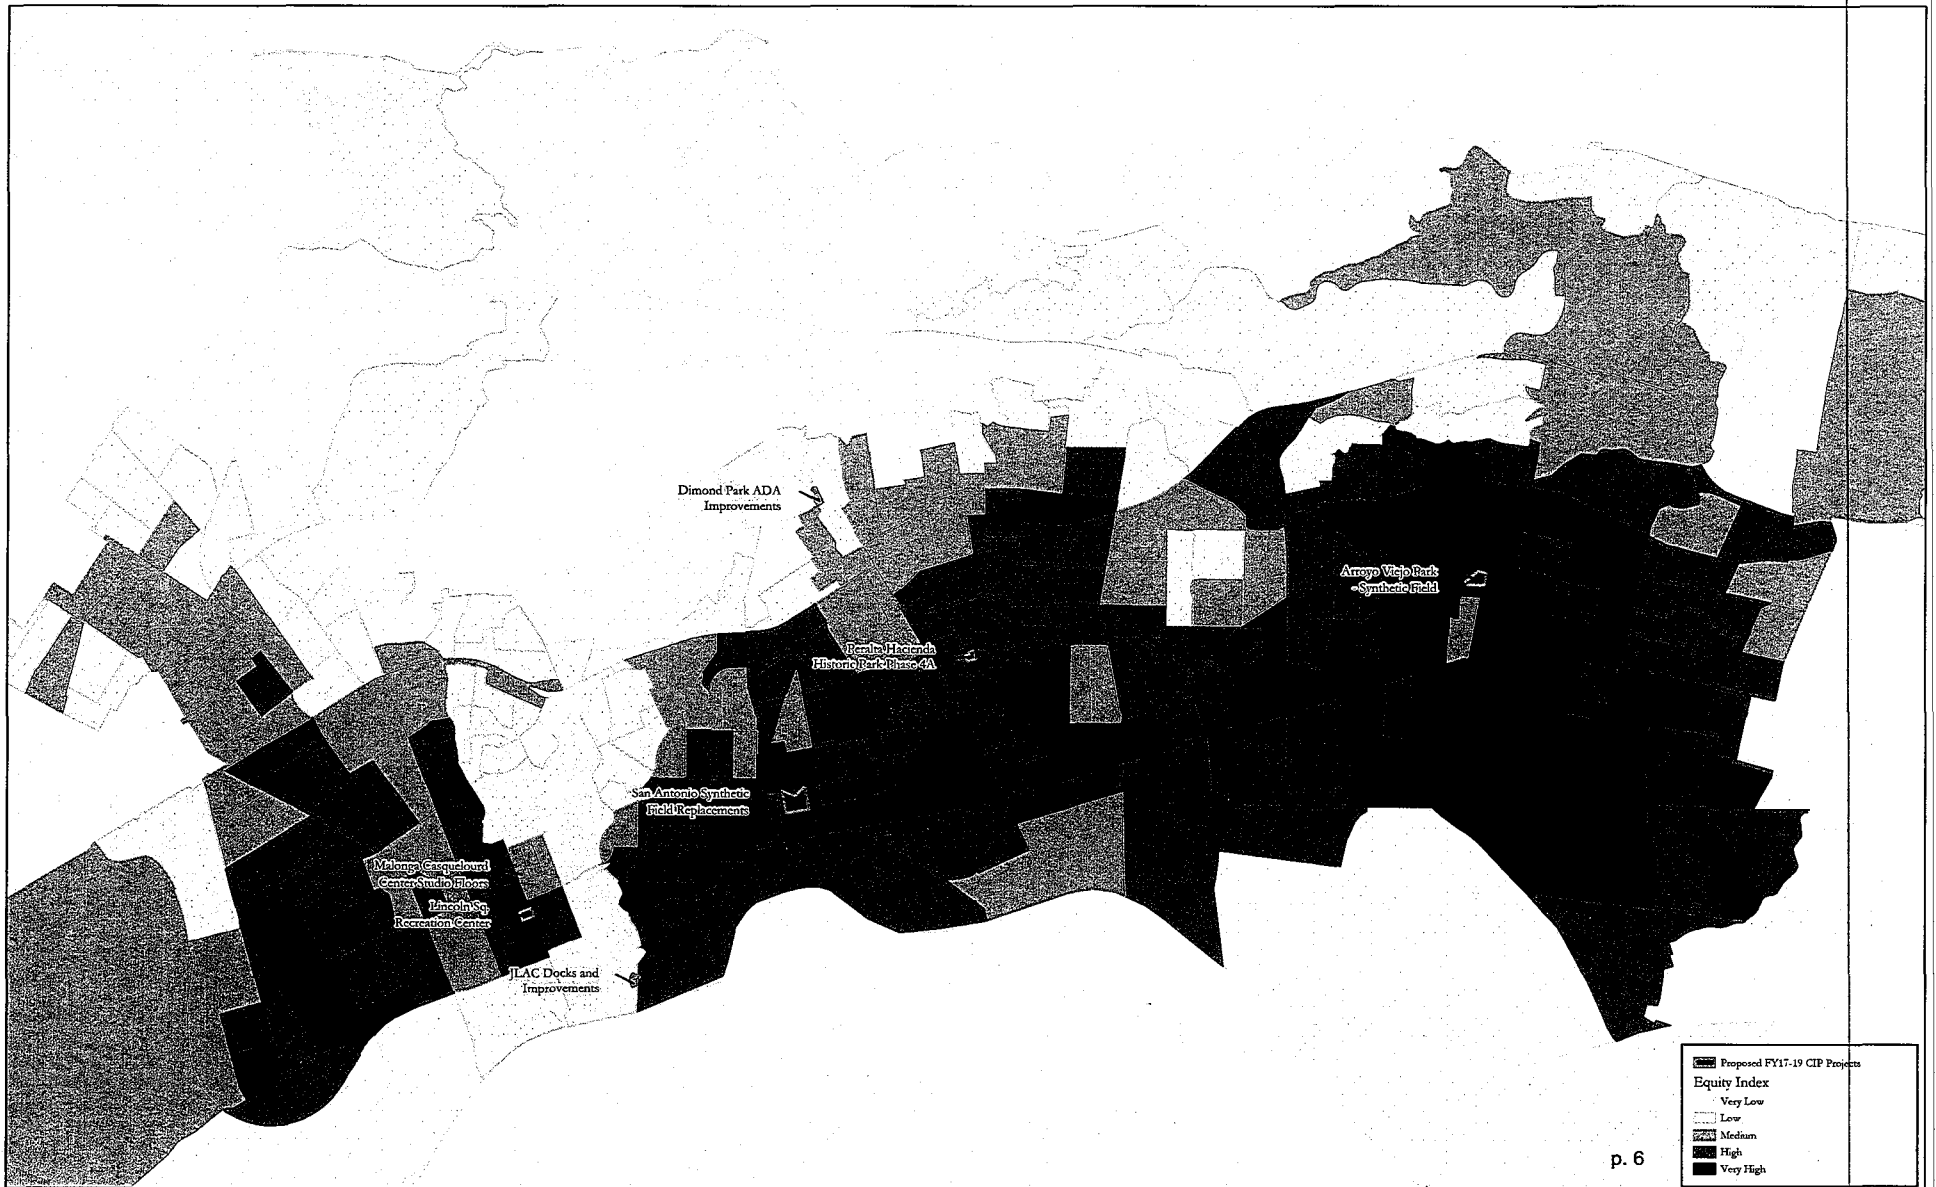 Dimond Park ADA
Improvements
Arroyo Viejo Park
- Synthetic Field
Peralta Hacienda
Historic Park Phase 4A
San Antonio Synthetic
Field Replacements
Malonga Casquelourd
Center Studio Floors
Lincoln Sq.
Recreation Center
JLAC Docks and
Improvements
Proposed FY17-19 CIP Projects
Equity Index
Very Low
Low
Medium
High
Very High
p. 6